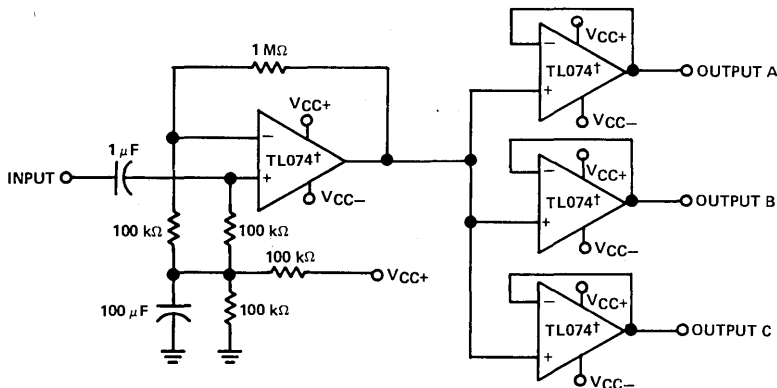 1 MΩ
VCC+
−
TL074†
+
VCC−
1 μF
INPUT
100 kΩ
100 kΩ
100 kΩ
VCC+
100 μF
100 kΩ
−
VCC+
TL074†
+
VCC−
OUTPUT A
−
VCC+
TL074†
+
VCC−
OUTPUT B
−
VCC+
TL074†
+
VCC−
OUTPUT C